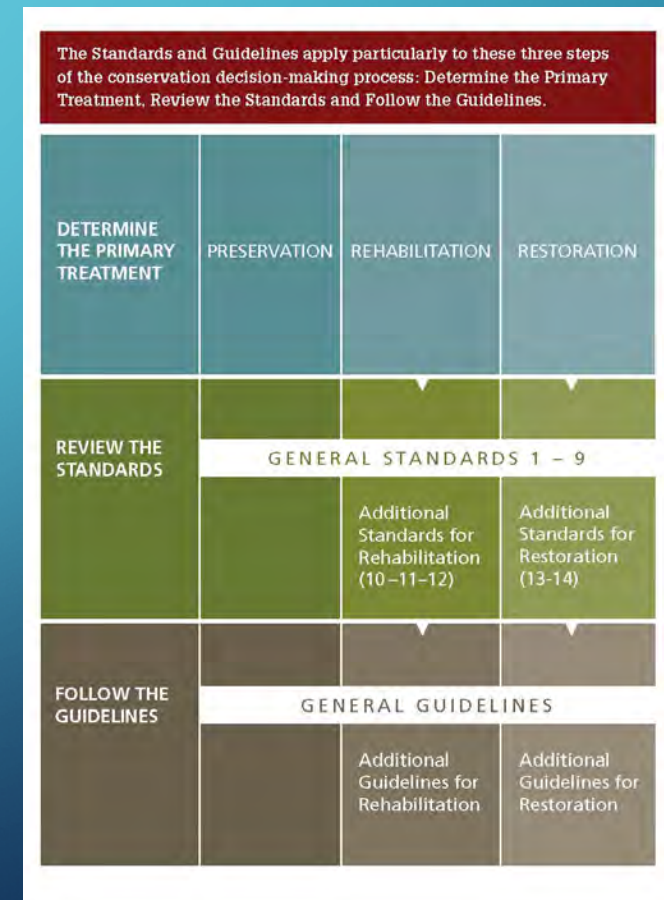 The Standards and Guidelines apply particularly to these three steps
of the conservation decision-making process: Determine the Primary
Treatment, Review the Standards and Follow the Guidelines.
DETERMINE
THE PRIMARY
TREATMENT
PRESERVATION
REHABILITATION
RESTORATION
REVIEW THE
STANDARDS
GENERAL STANDARDS 1 – 9
Additional
Standards for
Rehabilitation
(10–11–12)
Additional
Standards for
Restoration
(13-14)
FOLLOW THE
GUIDELINES
GENERAL GUIDELINES
Additional
Guidelines for
Rehabilitation
Additional
Guidelines for
Restoration